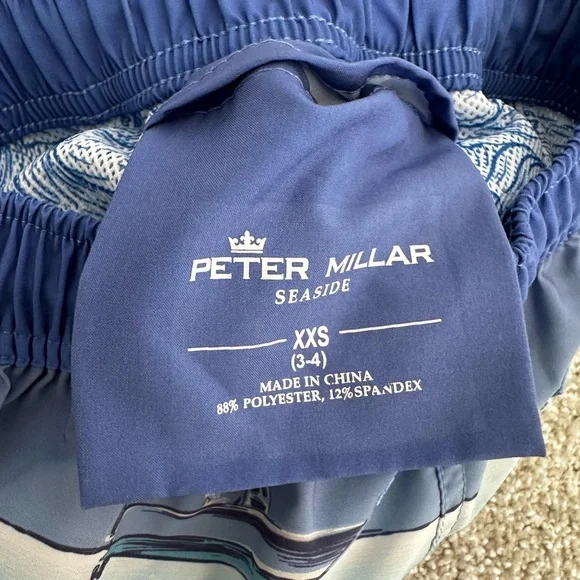 PETER MILLAR
SEASIDE
XXS
(3-4)
MADE IN CHINA
88% POLYESTER, 12% SPANDEX